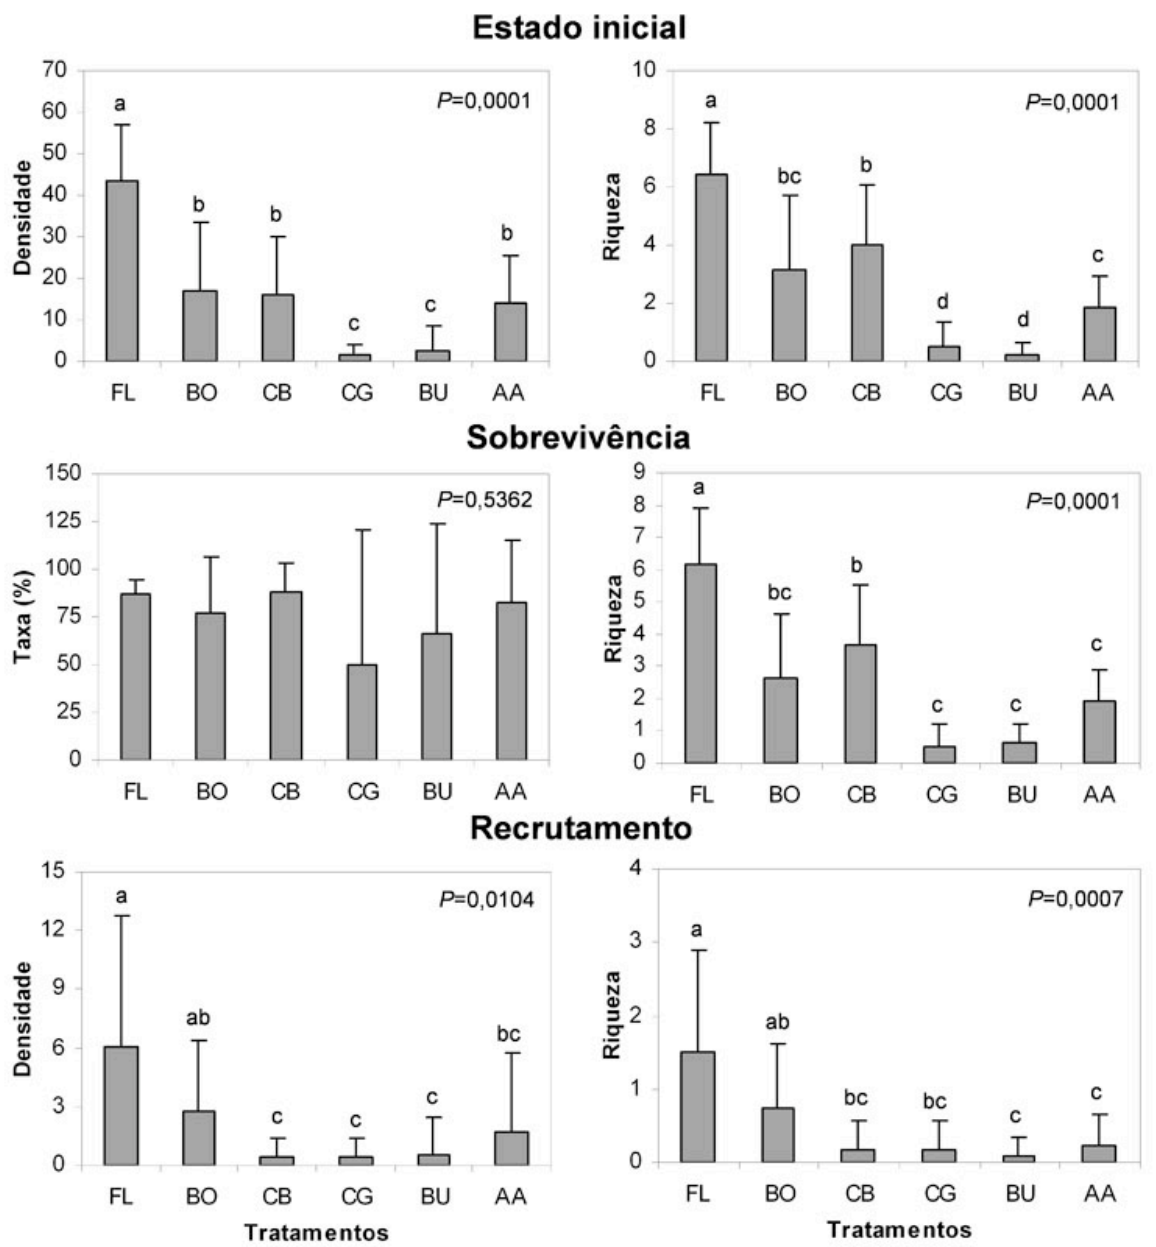 Estado inicial
70
60
50
40
30
20
10
0
Densidade
P=0,0001
a
b
b
c
c
b
FL BO CB CG BU AA
10
8
6
4
2
0
Riqueza
P=0,0001
a
bc
b
d
d
c
FL BO CB CG BU AA
Sobrevivência
150
125
100
75
50
25
0
Taxa (%)
P=0,5362
FL BO CB CG BU AA
9
8
7
6
5
4
3
2
1
0
Riqueza
P=0,0001
a
bc
b
c
c
c
FL BO CB CG BU AA
Recrutamento
15
12
9
6
3
0
Densidade
P=0,0104
a
ab
c
c
c
bc
FL BO CB CG BU AA
Tratamentos
4
3
2
1
0
Riqueza
P=0,0007
a
ab
bc
bc
c
c
FL BO CB CG BU AA
Tratamentos